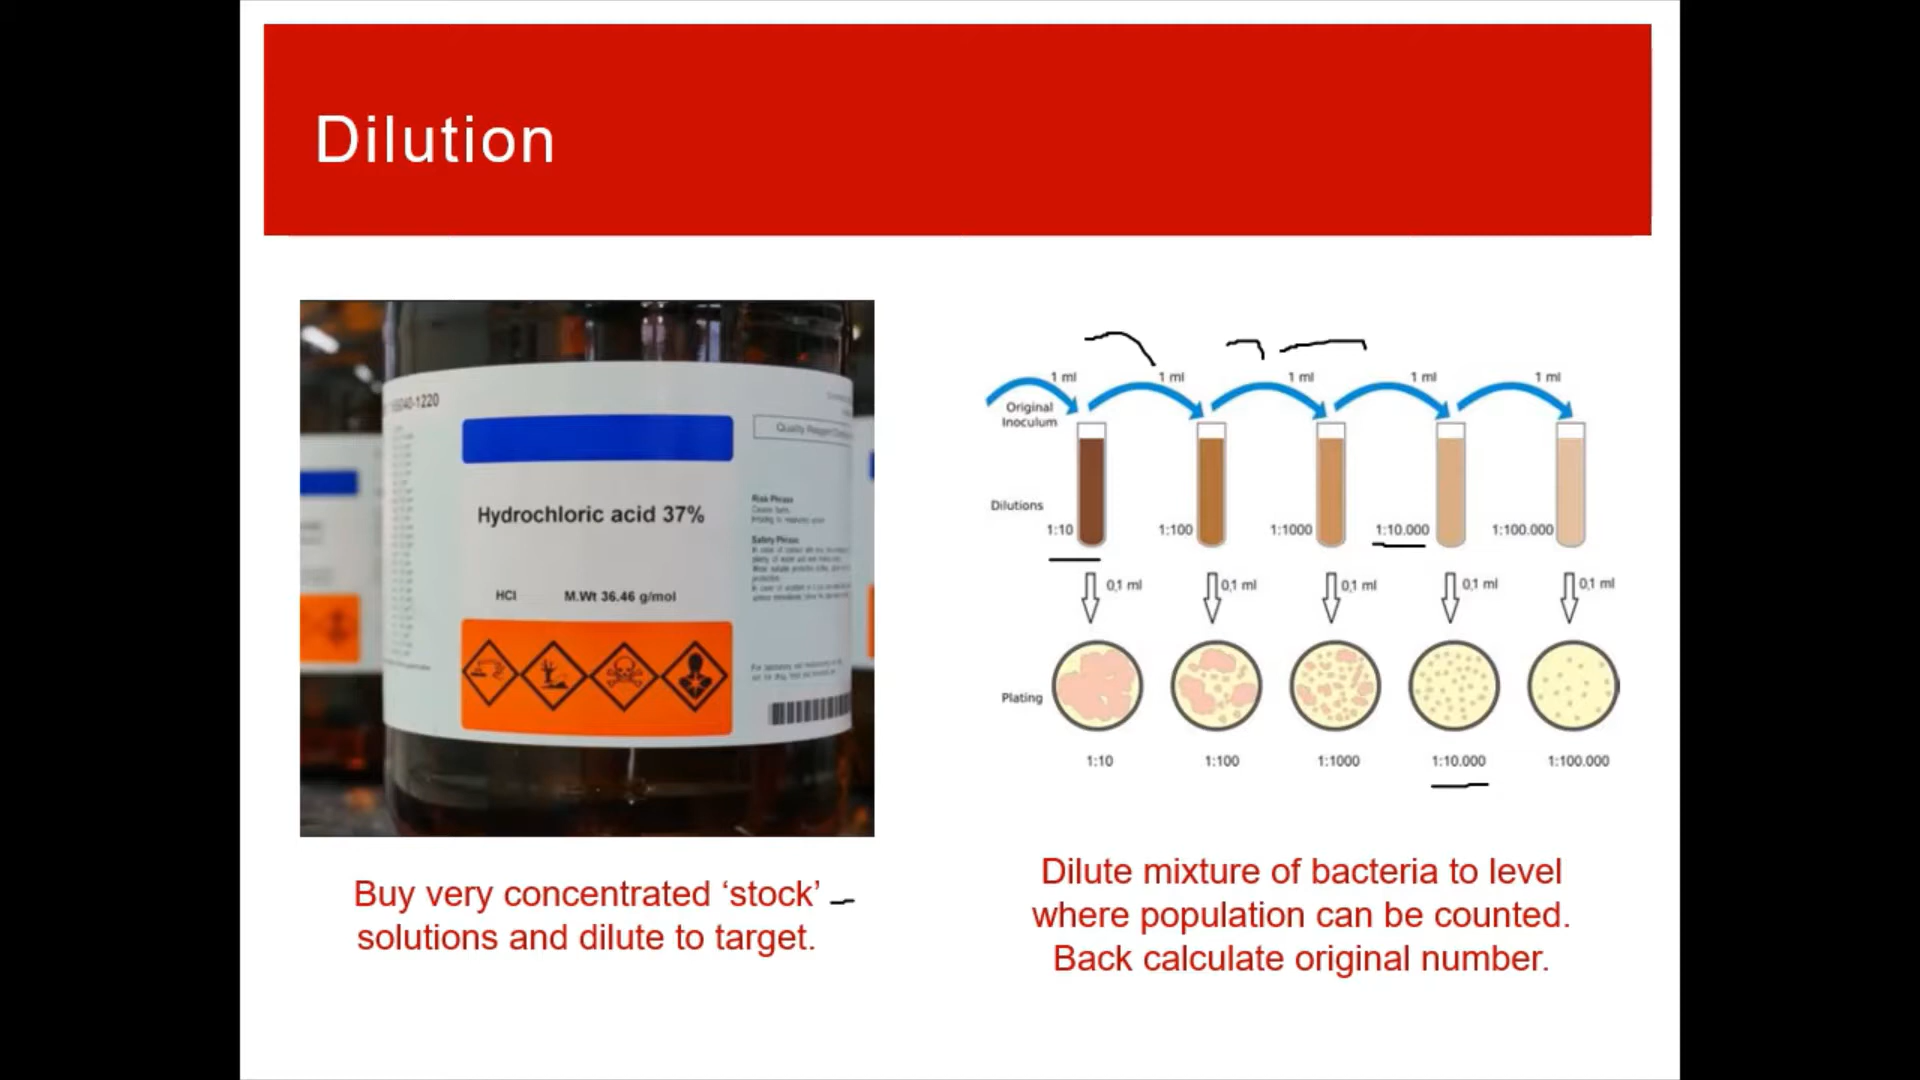 Dilution
Hydrochloric acid 37%
HCl M.Wt 36.46 g/mol
Risk Phrase
Safety Phrase
Buy very concentrated ‘stock’
solutions and dilute to target.
1 ml 1 ml 1 ml 1 ml 1 ml
Original
Inoculum
Dilutions
1:10 1:100 1:1000 1:10.000 1:100.000
0,1 ml 0,1 ml 0,1 ml 0,1 ml 0,1 ml
Plating
1:10 1:100 1:1000 1:10.000 1:100.000
Dilute mixture of bacteria to level
where population can be counted.
Back calculate original number.